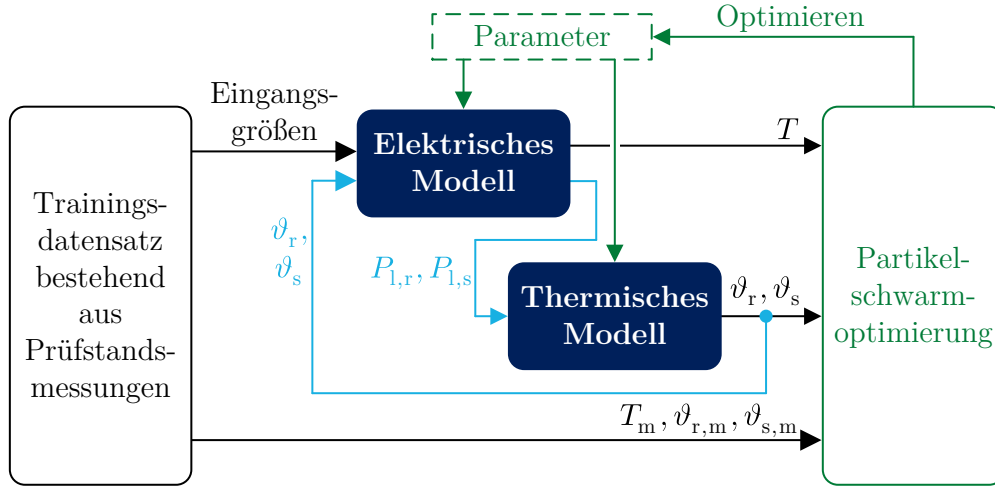 Optimieren
Parameter
Eingangs-
größen
Elektrisches
Modell
T
Trainings-
datensatz
bestehend
aus
Prüfstands-
messungen
ϑr,
ϑs
Pl,r, Pl,s
Thermisches
Modell
ϑr, ϑs
Partikel-
schwarm-
optimierung
Tm, ϑr,m, ϑs,m